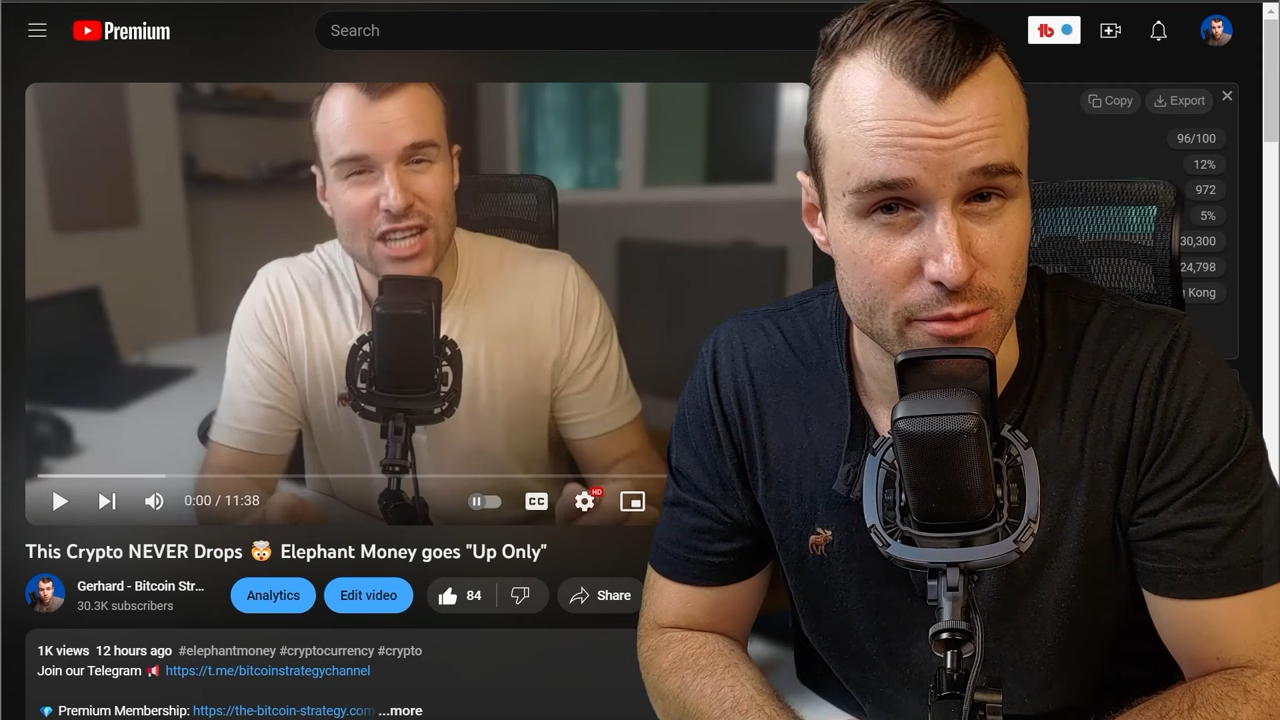 Premium
Search
Copy
Export
96/100
12%
972
5%
30,300
24,798
Kong
0:00 / 11:38
CC
HD
This Crypto NEVER Drops 🤯 Elephant Money goes "Up Only"
Gerhard - Bitcoin Str...
30.3K subscribers
Analytics
Edit video
84
Share
1K views 12 hours ago #elephantmoney #cryptocurrency #crypto
Join our Telegram 📢 https://t.me/bitcoinstrategychannel
💎 Premium Membership: https://the-bitcoin-strategy.com ...more